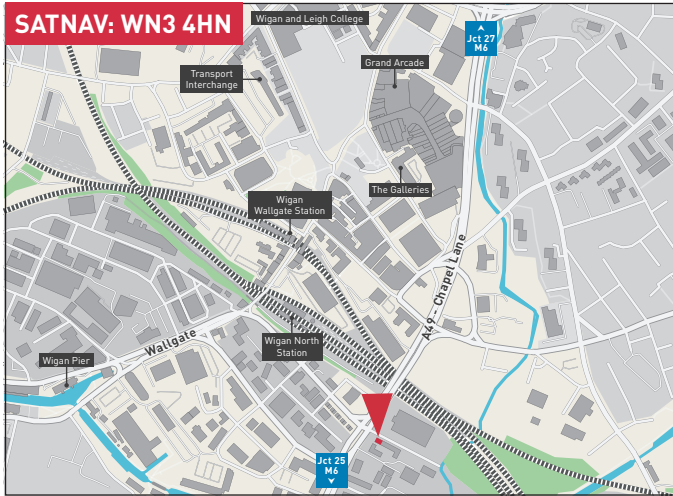 SATNAV: WN3 4HN
Wigan and Leigh College
Jct 27
M6
Grand Arcade
Transport
Interchange
The Galleries
Wigan
Wallgate Station
A49 - Chapel Lane
Wallgate
Wigan North
Station
Wigan Pier
Jct 25
M6